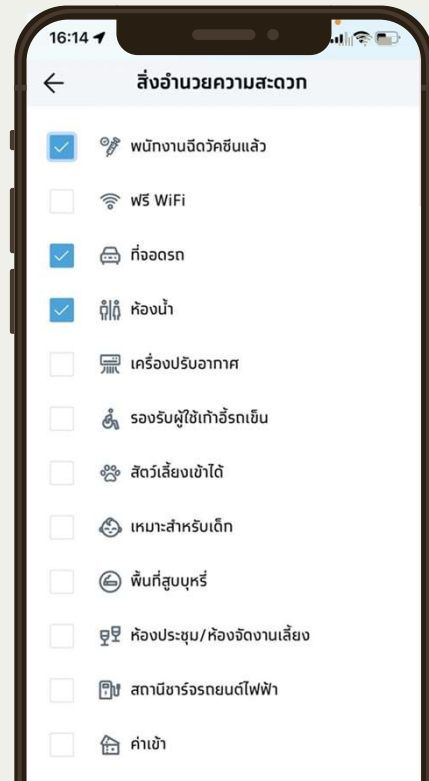 16:14
สิ่งอำนวยความสะดวก
พนักงานฉีดวัคซีนแล้ว
ฟรี WiFi
ที่จอดรถ
ห้องน้ำ
เครื่องปรับอากาศ
รองรับผู้ใช้เก้าอี้รถเข็น
สัตว์เลี้ยงเข้าได้
เหมาะสำหรับเด็ก
พื้นที่สูบบุหรี่
ห้องประชุม/ห้องจัดงานเลี้ยง
สถานีชาร์จรถยนต์ไฟฟ้า
ค่าเข้า